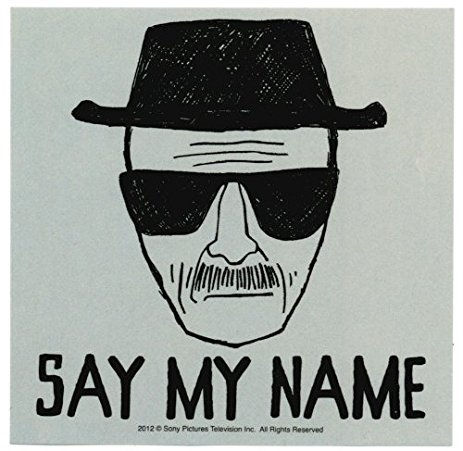 SAY MY NAME
2012 © Sony Pictures Television Inc. All Rights Reserved